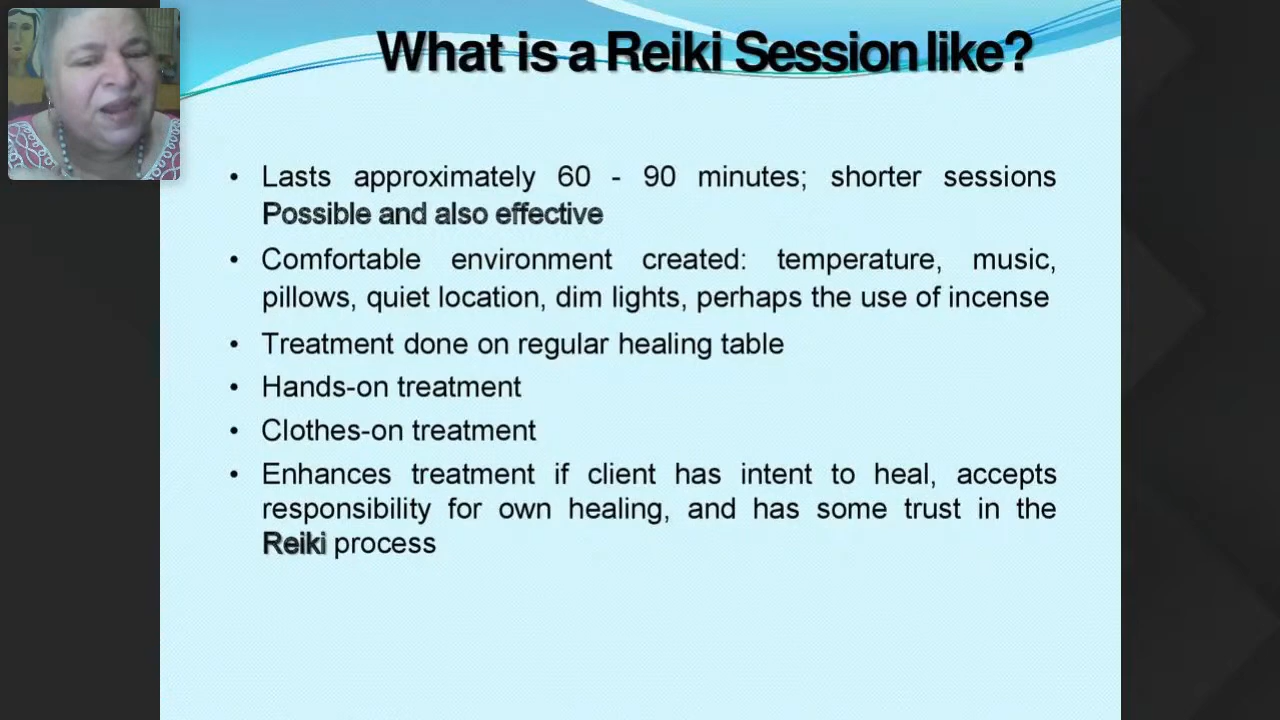 What is a Reiki Session like?
• Lasts approximately 60 - 90 minutes; shorter sessions
Possible and also effective
• Comfortable environment created: temperature, music,
pillows, quiet location, dim lights, perhaps the use of incense
• Treatment done on regular healing table
• Hands-on treatment
• Clothes-on treatment
• Enhances treatment if client has intent to heal, accepts
responsibility for own healing, and has some trust in the
Reiki process